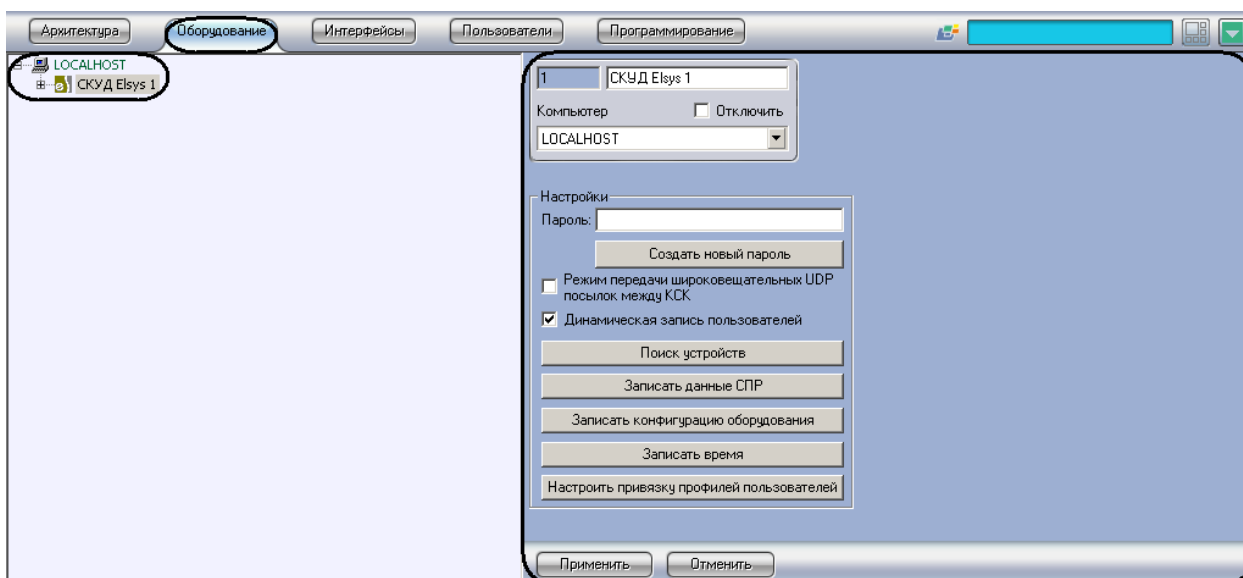 Архитектура
Оборудование
Интерфейсы
Пользователи
Программирование
LOCALHOST
СКУД Elsys 1
1
СКУД Elsys 1
Компьютер
Отключить
LOCALHOST
Настройки
Пароль:
Создать новый пароль
Режим передачи широковещательных UDP
посылок между КСК
Динамическая запись пользователей
Поиск устройств
Записать данные СПР
Записать конфигурацию оборудования
Записать время
Настроить привязку профилей пользователей
Применить
Отменить